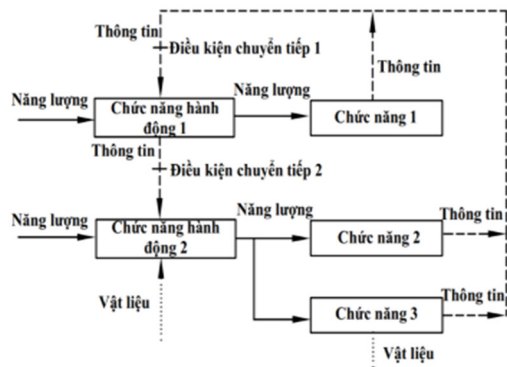 Thông tin
Điều kiện chuyển tiếp 1
Thông tin
Năng lượng
Năng lượng
Chức năng hành
động 1
Chức năng 1
Thông tin
Điều kiện chuyển tiếp 2
Năng lượng
Năng lượng
Thông tin
Chức năng hành
động 2
Chức năng 2
Thông tin
Vật liệu
Chức năng 3
Vật liệu